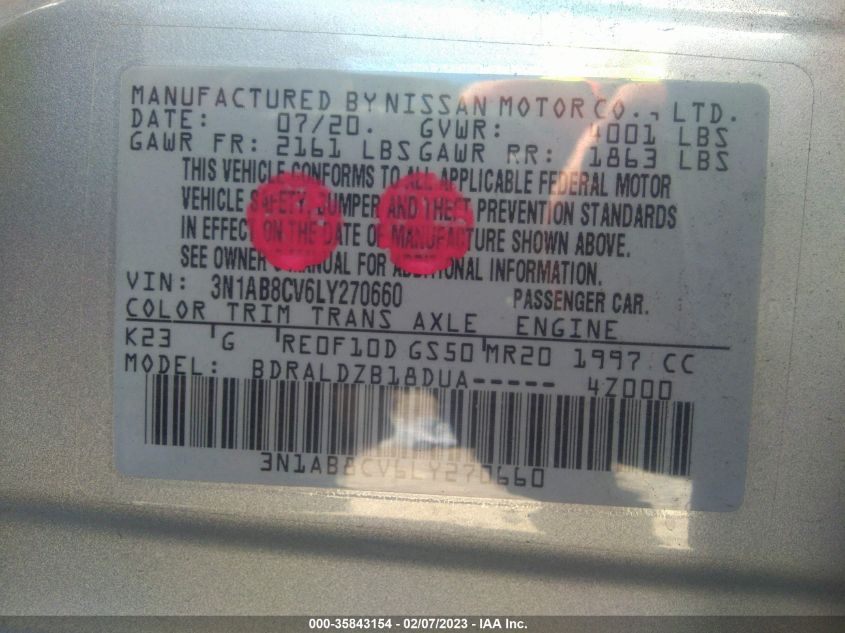 MANUFACTURED BY NISSAN MOTOR CO., LTD.
DATE: 07/20. GVWR: 4001 LBS
GAWR FR: 2161 LBS GAWR RR: 1863 LBS
THIS VEHICLE CONFORMS TO ALL APPLICABLE FEDERAL MOTOR
VEHICLE SAFETY, BUMPER AND THEFT PREVENTION STANDARDS
IN EFFECT ON THE DATE OF MANUFACTURE SHOWN ABOVE.
SEE OWNER'S MANUAL FOR ADDITIONAL INFORMATION.
VIN: 3N1AB8CV6LY270660 PASSENGER CAR.
COLOR TRIM TRANS AXLE ENGINE
K23 G RE0F10D GS50 MR20 1997 CC
MODEL: BDRALDZB18DUA----- 4Z000
3N1AB8CV6LY270660
000-35843154 - 02/07/2023 - IAA Inc.